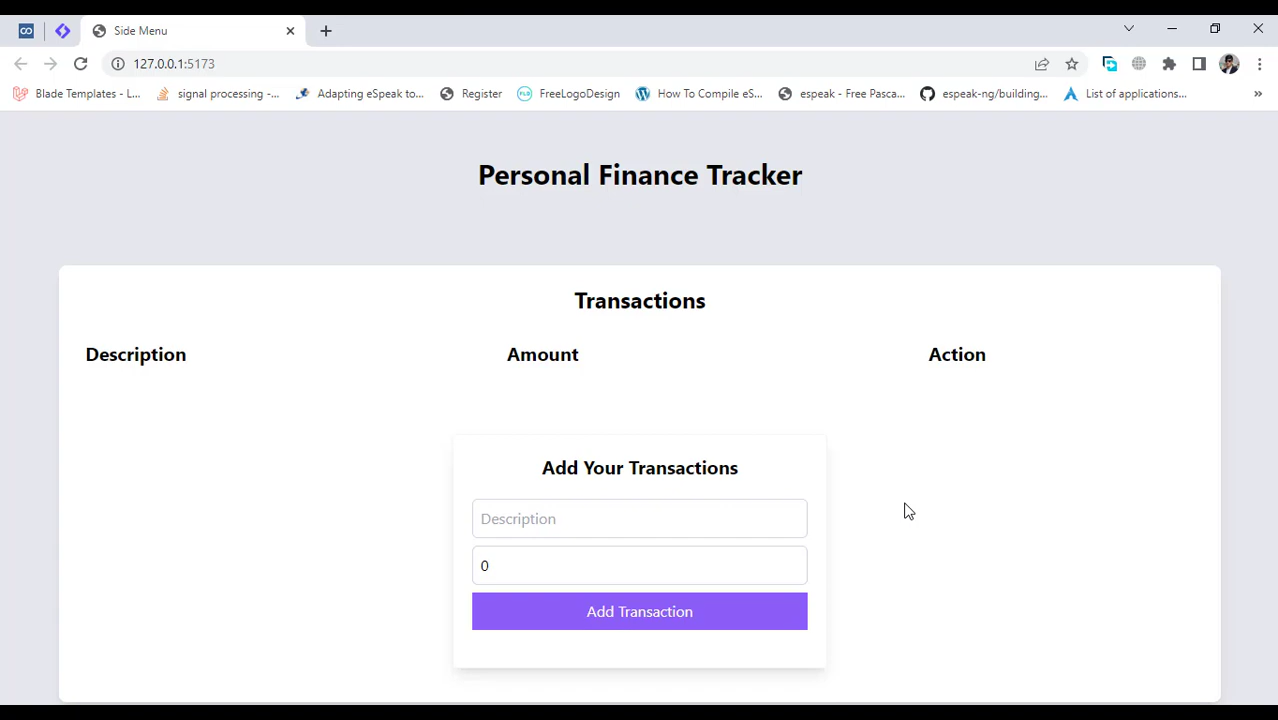 Side Menu
127.0.0.1:5173
Blade Templates - L... signal processing -... Adapting eSpeak to... Register FLG FreeLogoDesign How To Compile eS... espeak - Free Pasca... espeak-ng/building... List of applications... »
Personal Finance Tracker
Transactions
Description Amount Action
Add Your Transactions
Description
0
Add Transaction